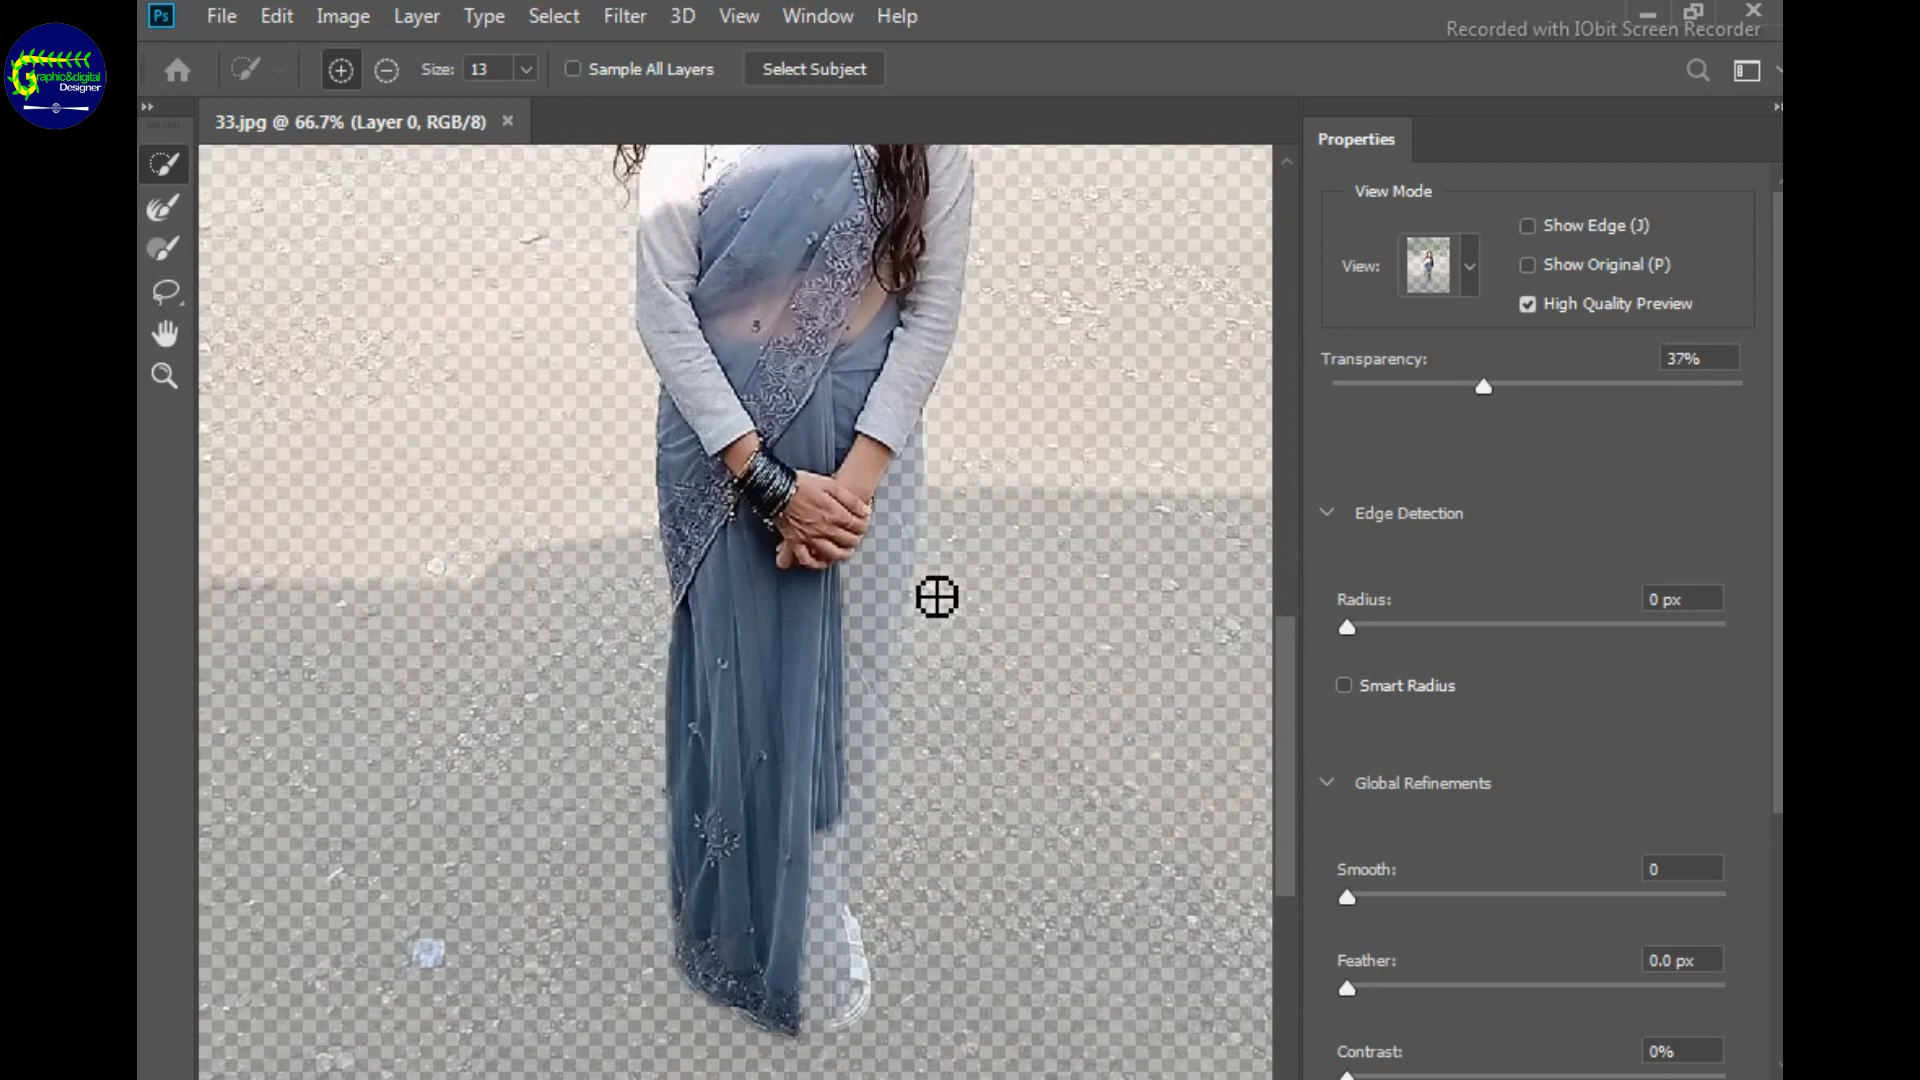 Graphic&digital
Designer
Ps
File Edit Image Layer Type Select Filter 3D View Window Help
Recorded with IObit Screen Recorder
Size: 13
Sample All Layers
Select Subject
33.jpg @ 66.7% (Layer 0, RGB/8)
Properties
View Mode
Show Edge (J)
View:
Show Original (P)
High Quality Preview
Transparency: 37%
Edge Detection
Radius: 0 px
Smart Radius
Global Refinements
Smooth: 0
Feather: 0.0 px
Contrast: 0%